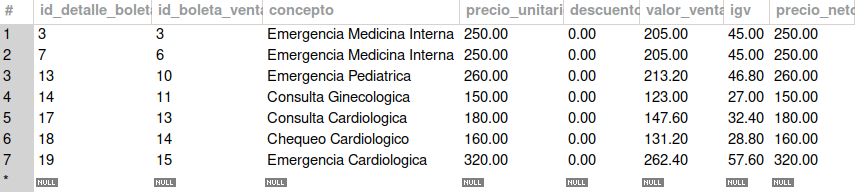 # id_detalle_boleta id_boleta_venta concepto precio_unitari descuento valor_venta igv precio_neto
1 3 3 Emergencia Medicina Interna 250.00 0.00 205.00 45.00 250.00
2 7 6 Emergencia Medicina Interna 250.00 0.00 205.00 45.00 250.00
3 13 10 Emergencia Pediatrica 260.00 0.00 213.20 46.80 260.00
4 14 11 Consulta Ginecologica 150.00 0.00 123.00 27.00 150.00
5 17 13 Consulta Cardiologica 180.00 0.00 147.60 32.40 180.00
6 18 14 Chequeo Cardiologico 160.00 0.00 131.20 28.80 160.00
7 19 15 Emergencia Cardiologica 320.00 0.00 262.40 57.60 320.00
* NULL NULL NULL NULL NULL NULL NULL NULL